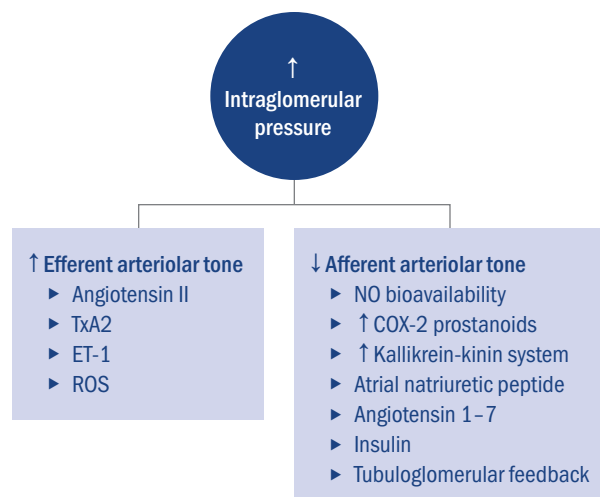 ↑
Intraglomerular
pressure
↑ Efferent arteriolar tone
▶ Angiotensin II
▶ TxA2
▶ ET-1
▶ ROS
↓ Afferent arteriolar tone
▶ NO bioavailability
▶ ↑ COX-2 prostanoids
▶ ↑ Kallikrein-kinin system
▶ Atrial natriuretic peptide
▶ Angiotensin 1–7
▶ Insulin
▶ Tubuloglomerular feedback